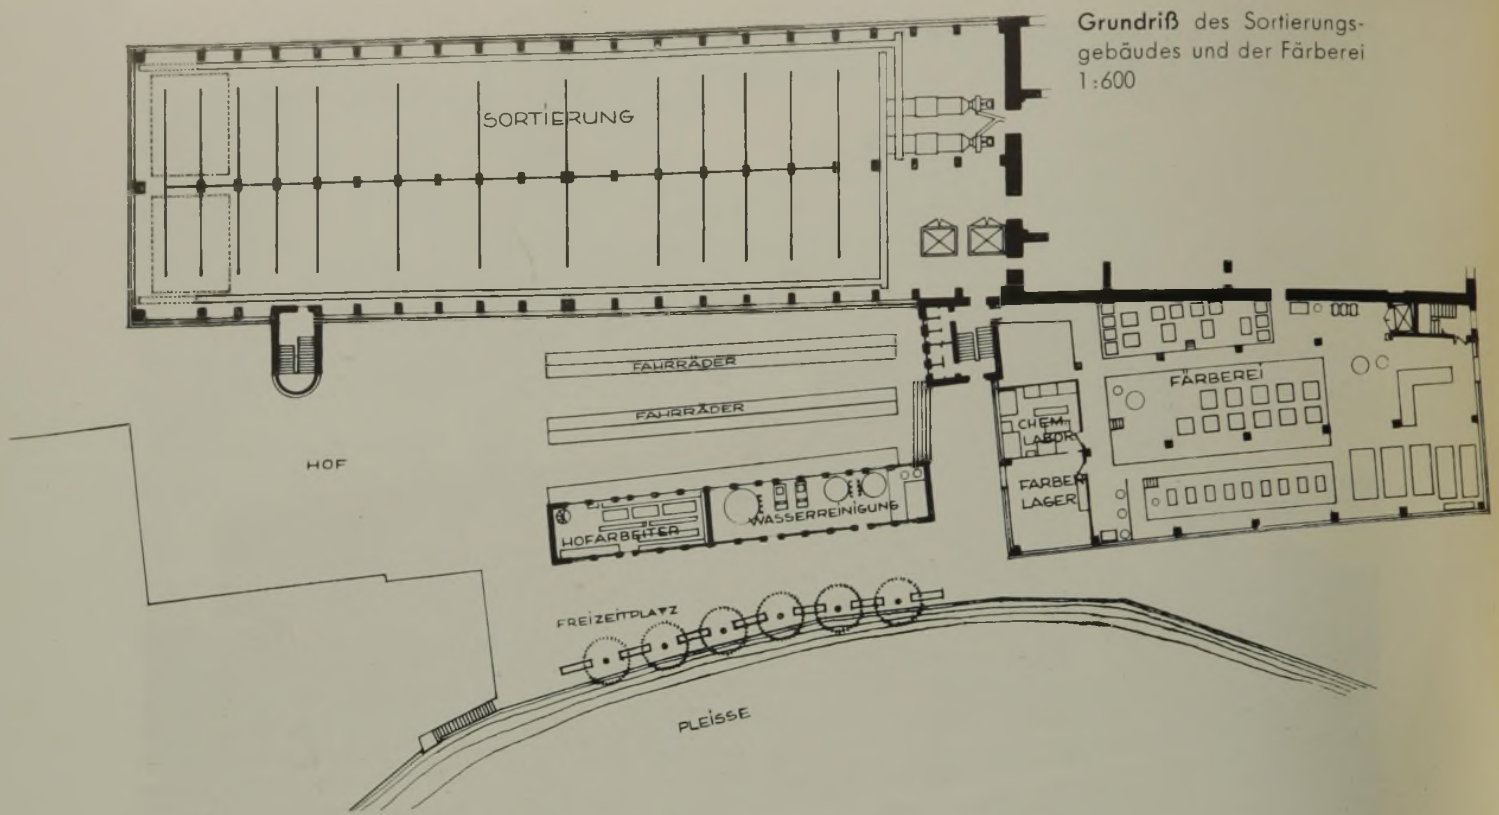 Grundriß des Sortierungs-
gebäudes und der Färberei
1:600
SORTIERUNG
FAHRRÄDER
FÄRBEREI
FAHRRÄDER
CHEM.
LABOR
HOF
FARBEN
LAGER
WASSERREINIGUNG
HOFARBEITER
FREIZEITPLATZ
PLEISSE